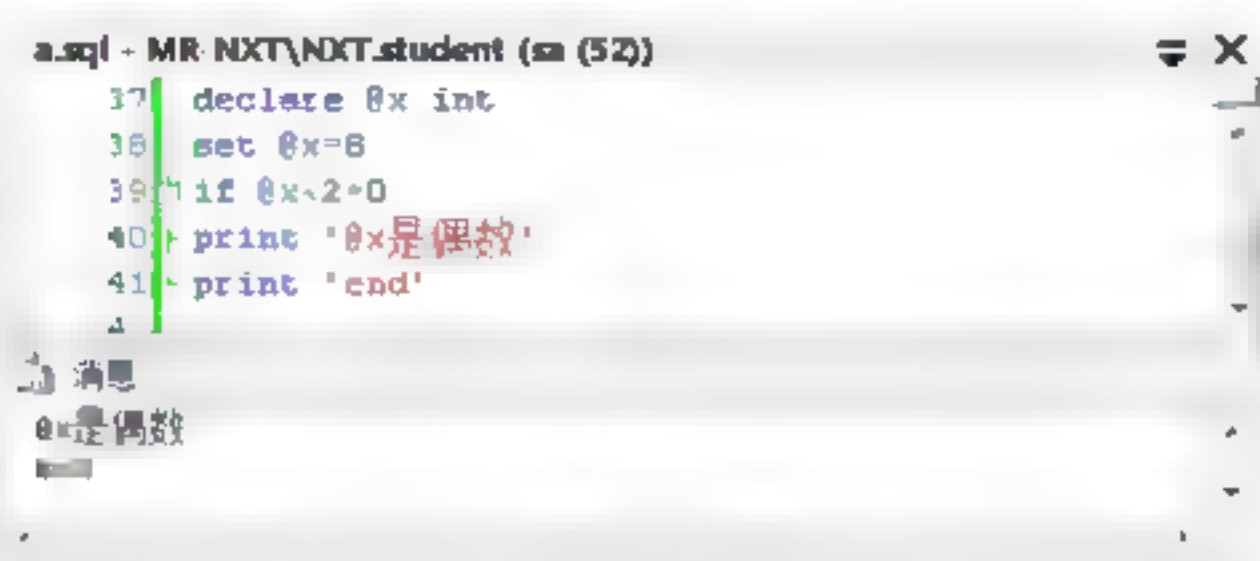 a.sql - MR-NXT\NXT.student (sa (52))
37 declare @x int
38 set @x=8
39 if @x%2=0
40 print '@x是偶数'
41 print 'end'
消息
@x是偶数